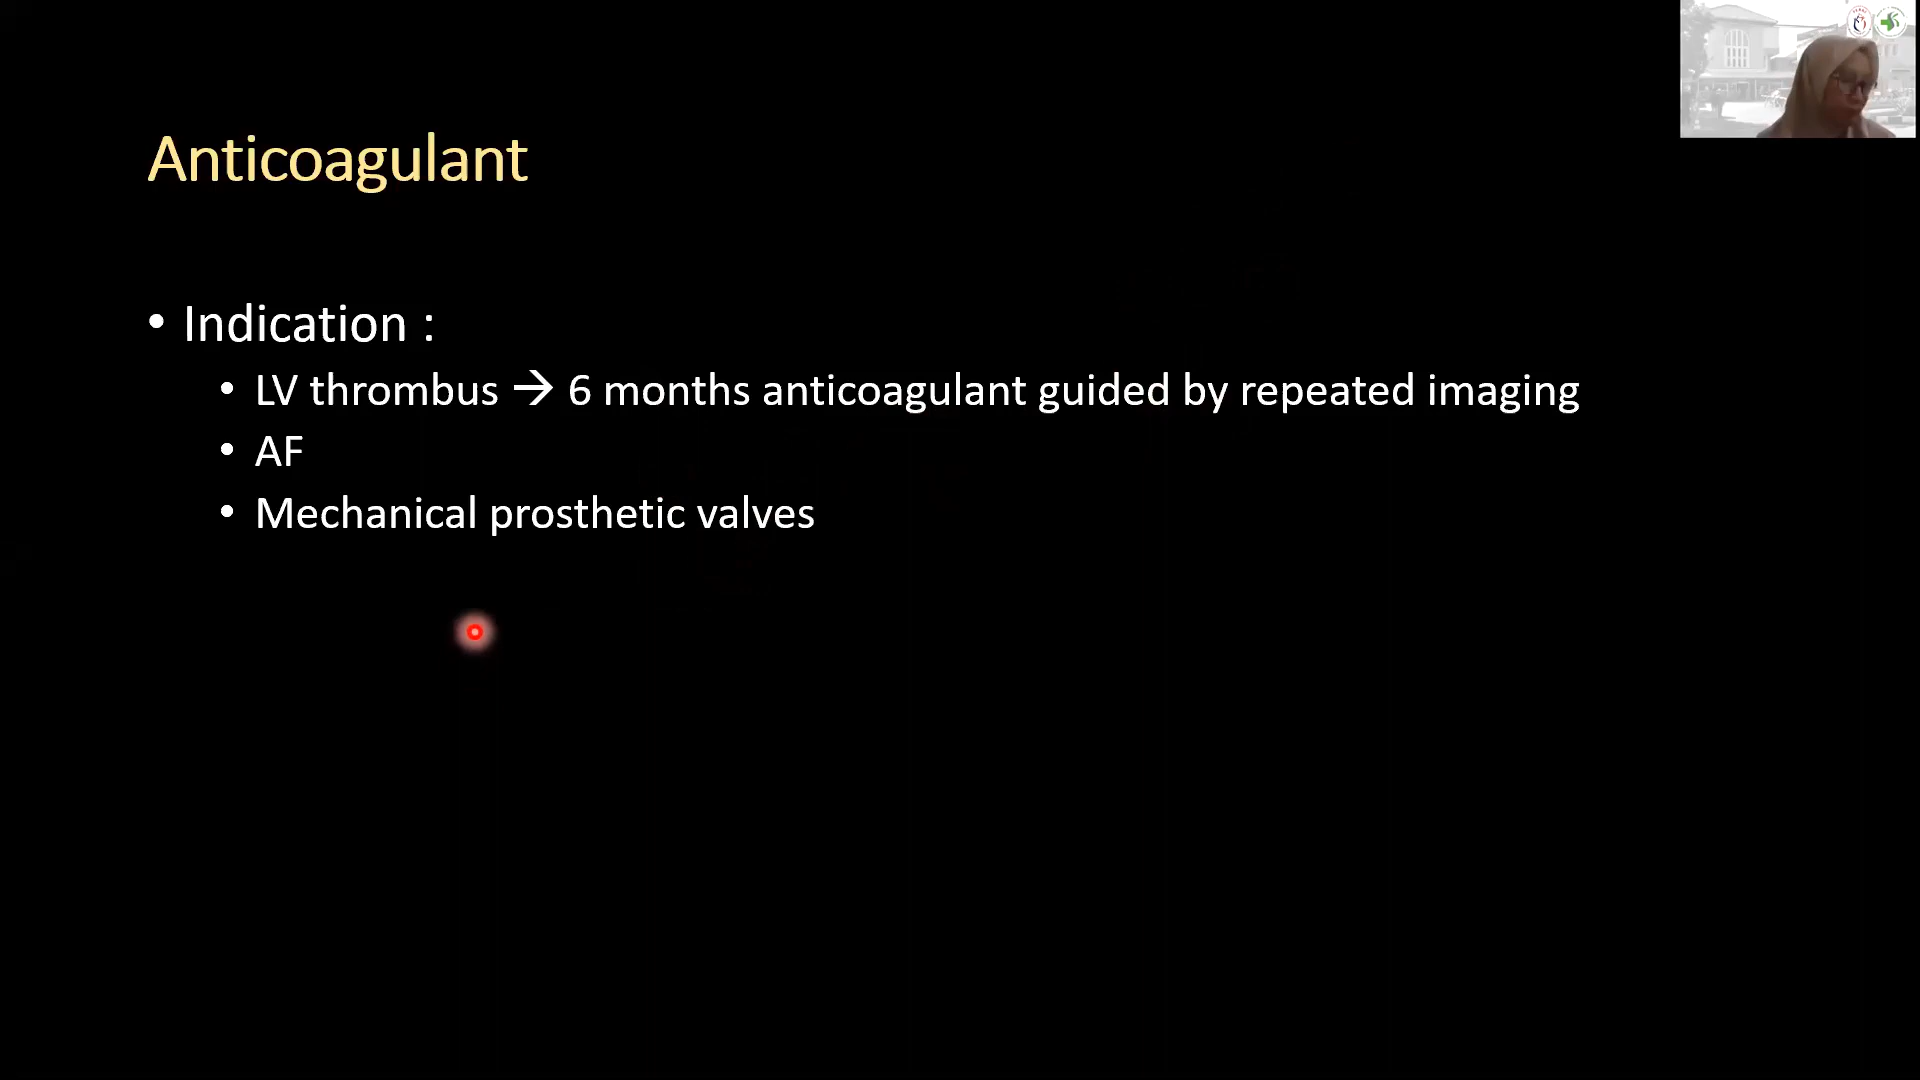 Anticoagulant
• Indication :
• LV thrombus → 6 months anticoagulant guided by repeated imaging
• AF
• Mechanical prosthetic valves